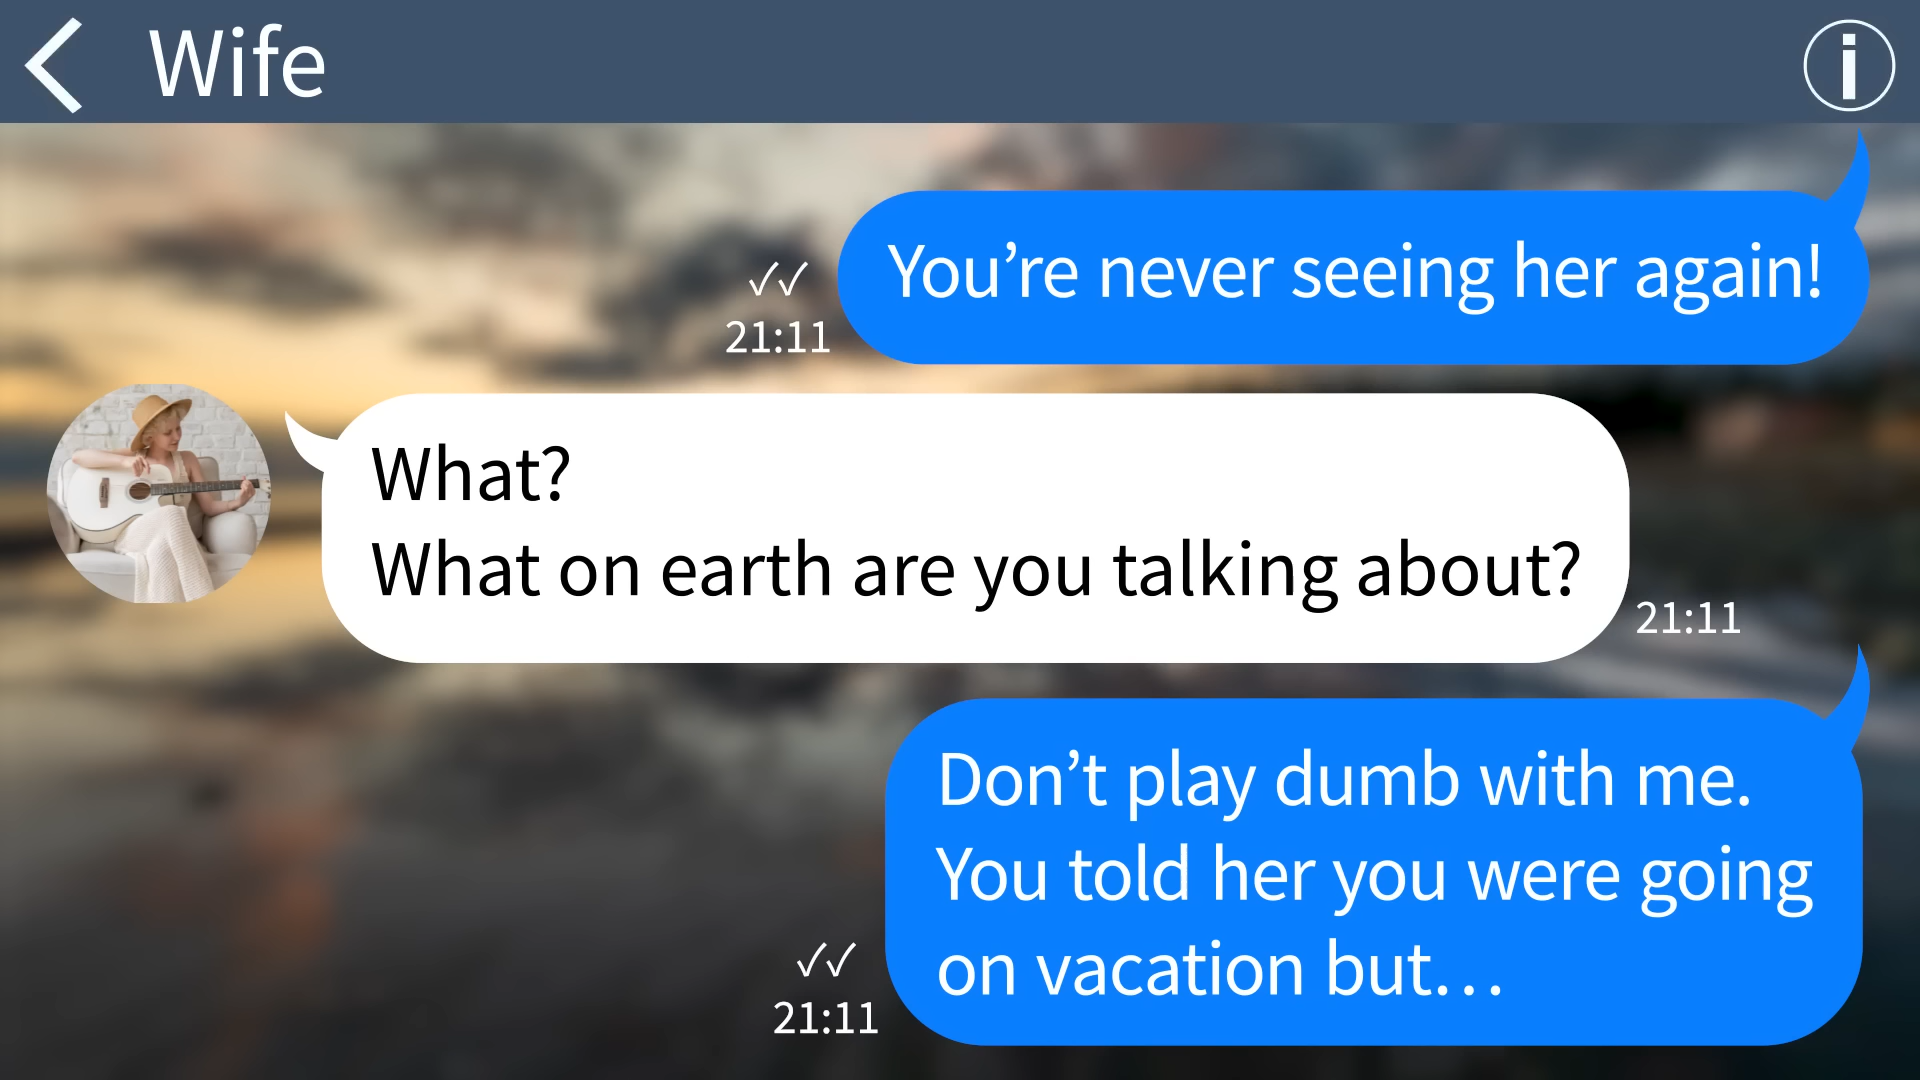 Wife
You’re never seeing her again!
✓✓
21:11
What?
What on earth are you talking about?
21:11
Don’t play dumb with me.
You told her you were going
on vacation but…
✓✓
21:11